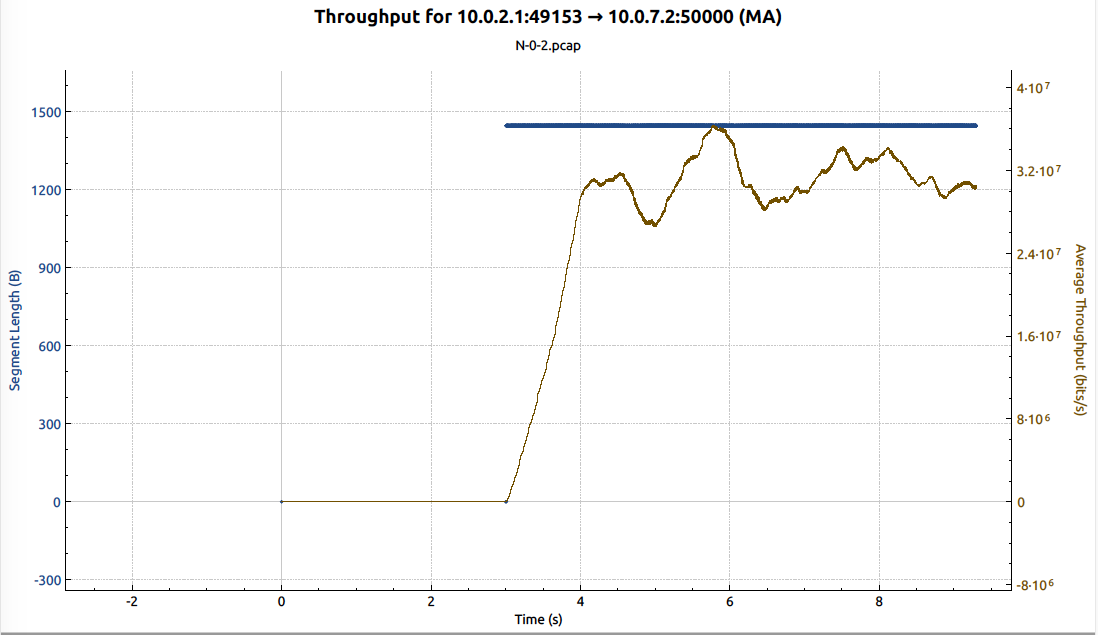 Throughput for 10.0.2.1:49153 → 10.0.7.2:50000 (MA)
N-0-2.pcap
Segment Length (B)
1500
1200
900
600
300
0
-300
4·10⁷
3.2·10⁷
2.4·10⁷
1.6·10⁷
8·10⁶
0
-8·10⁶
Average Throughput (bits/s)
-2 0 2 4 6 8
Time (s)